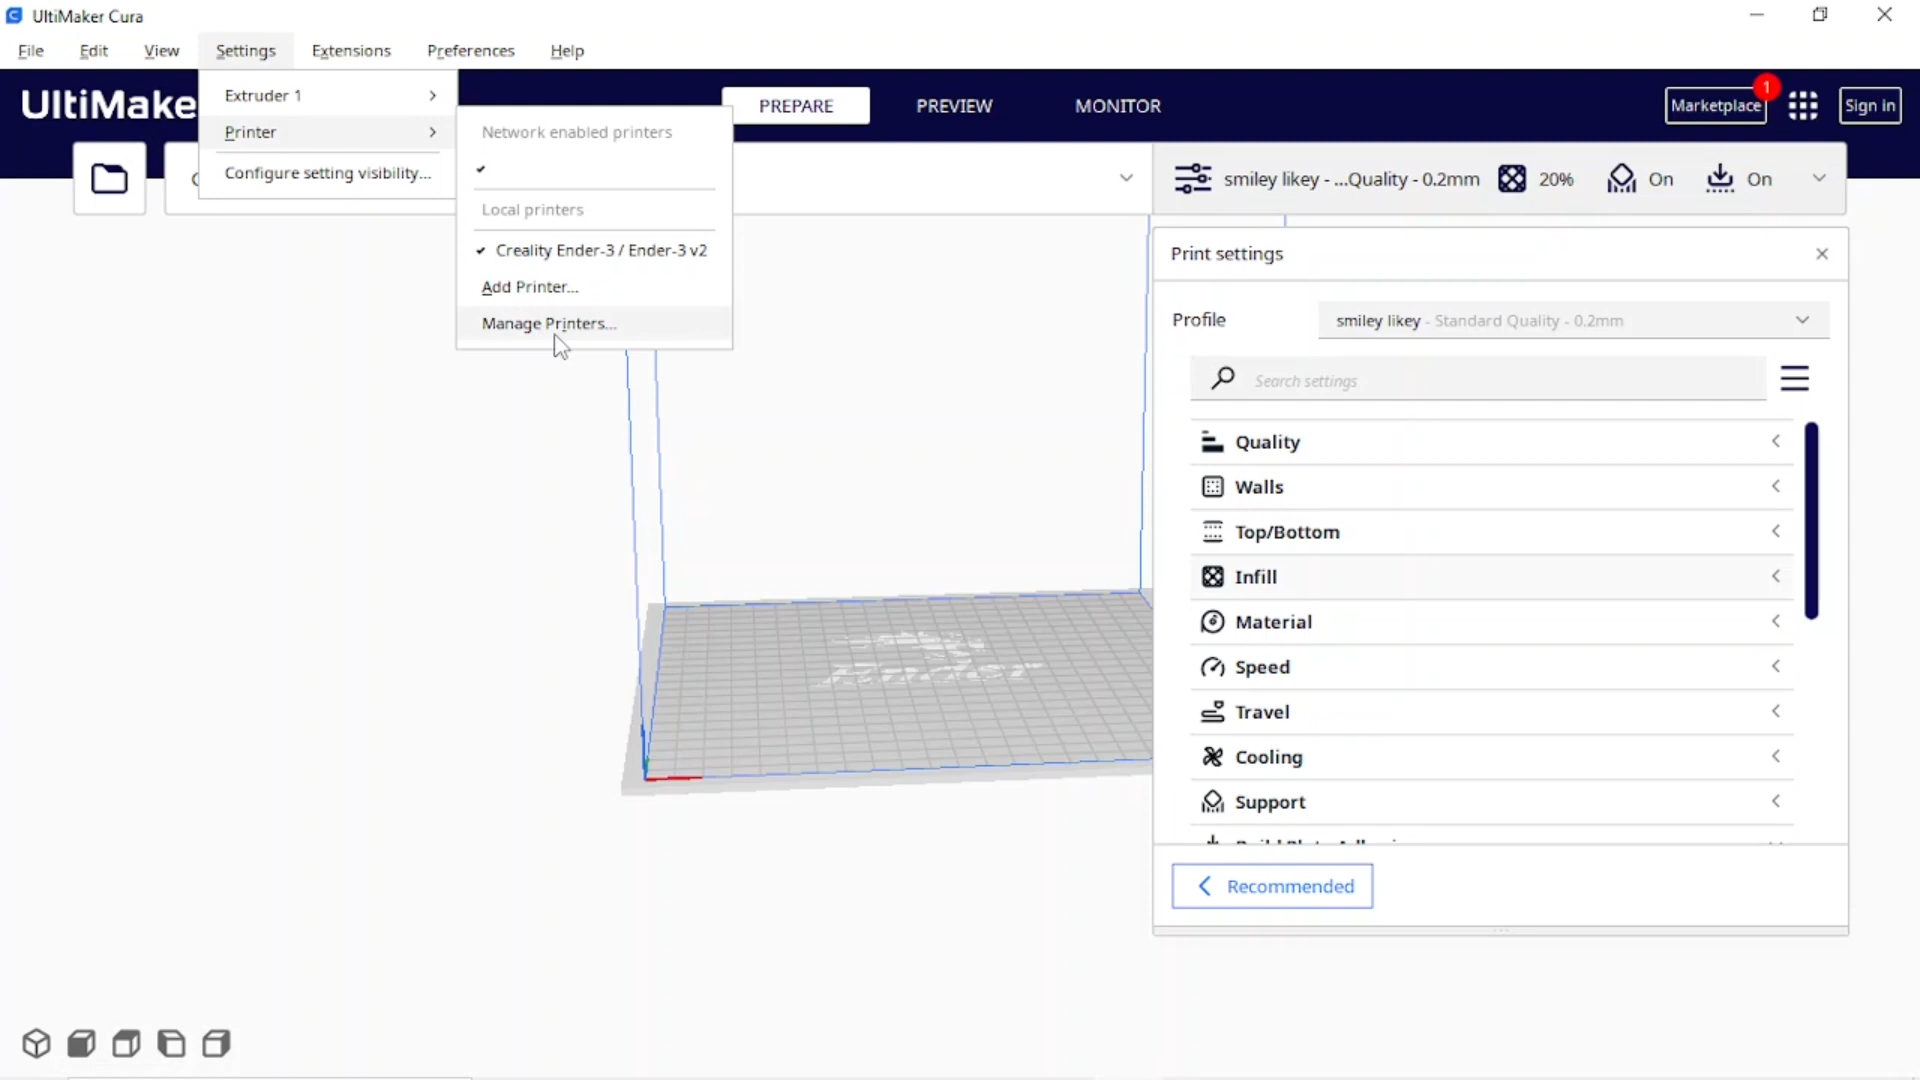 UltiMaker Cura
File Edit View Settings Extensions Preferences Help
UltiMake
PREPARE PREVIEW MONITOR
Marketplace 1 Sign in
Extruder 1
Printer
Configure setting visibility...
Network enabled printers
Local printers
Creality Ender-3 / Ender-3 v2
Add Printer...
Manage Printers...
smiley likey - ...Quality - 0.2mm 20% On On
Print settings
Profile smiley likey - Standard Quality - 0.2mm
Search settings
Quality
Walls
Top/Bottom
Infill
Material
Speed
Travel
Cooling
Support
Recommended
Ender